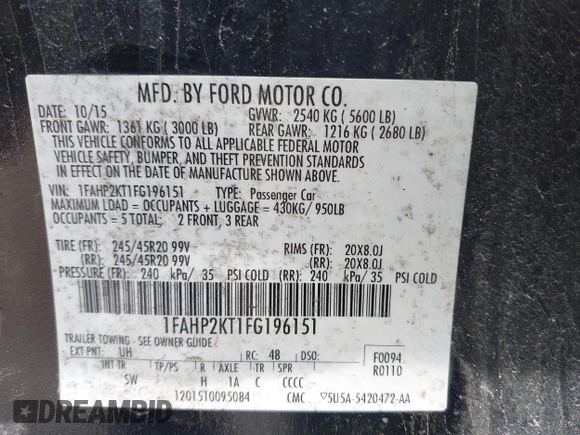 MFD. BY FORD MOTOR CO.
DATE: 10/15 GVWR: 2540 KG ( 5600 LB)
FRONT GAWR: 1361 KG ( 3000 LB) REAR GAWR: 1216 KG ( 2680 LB)
THIS VEHICLE CONFORMS TO ALL APPLICABLE FEDERAL MOTOR
VEHICLE SAFETY, BUMPER, AND THEFT PREVENTION STANDARDS
IN EFFECT ON THE DATE OF MANUFACTURE SHOWN ABOVE.
VIN: 1FAHP2KT1FG196151 TYPE: Passenger Car
MAXIMUM LOAD = OCCUPANTS + LUGGAGE = 430KG/ 950LB
OCCUPANTS = 5 TOTAL: 2 FRONT, 3 REAR
TIRE (FR): 245/45R20 99V RIMS (FR): 20X8.0J
(RR): 245/45R20 99V (RR): 20X8.0J
PRESSURE (FR): 240 kPa/ 35 PSI COLD (RR): 240 kPa/ 35 PSI COLD
1FAHP2KT1FG196151
TRAILER TOWING - SEE OWNER GUIDE
EXT PNT: UH RC: 48 DSO: F0094
INT TR TP/PS R AXLE TR SPR R0110
SW H 1A C CCCC
12015T0095084 CMC 5U5A-5420472-AA
AUTOHELPERBOT.COM